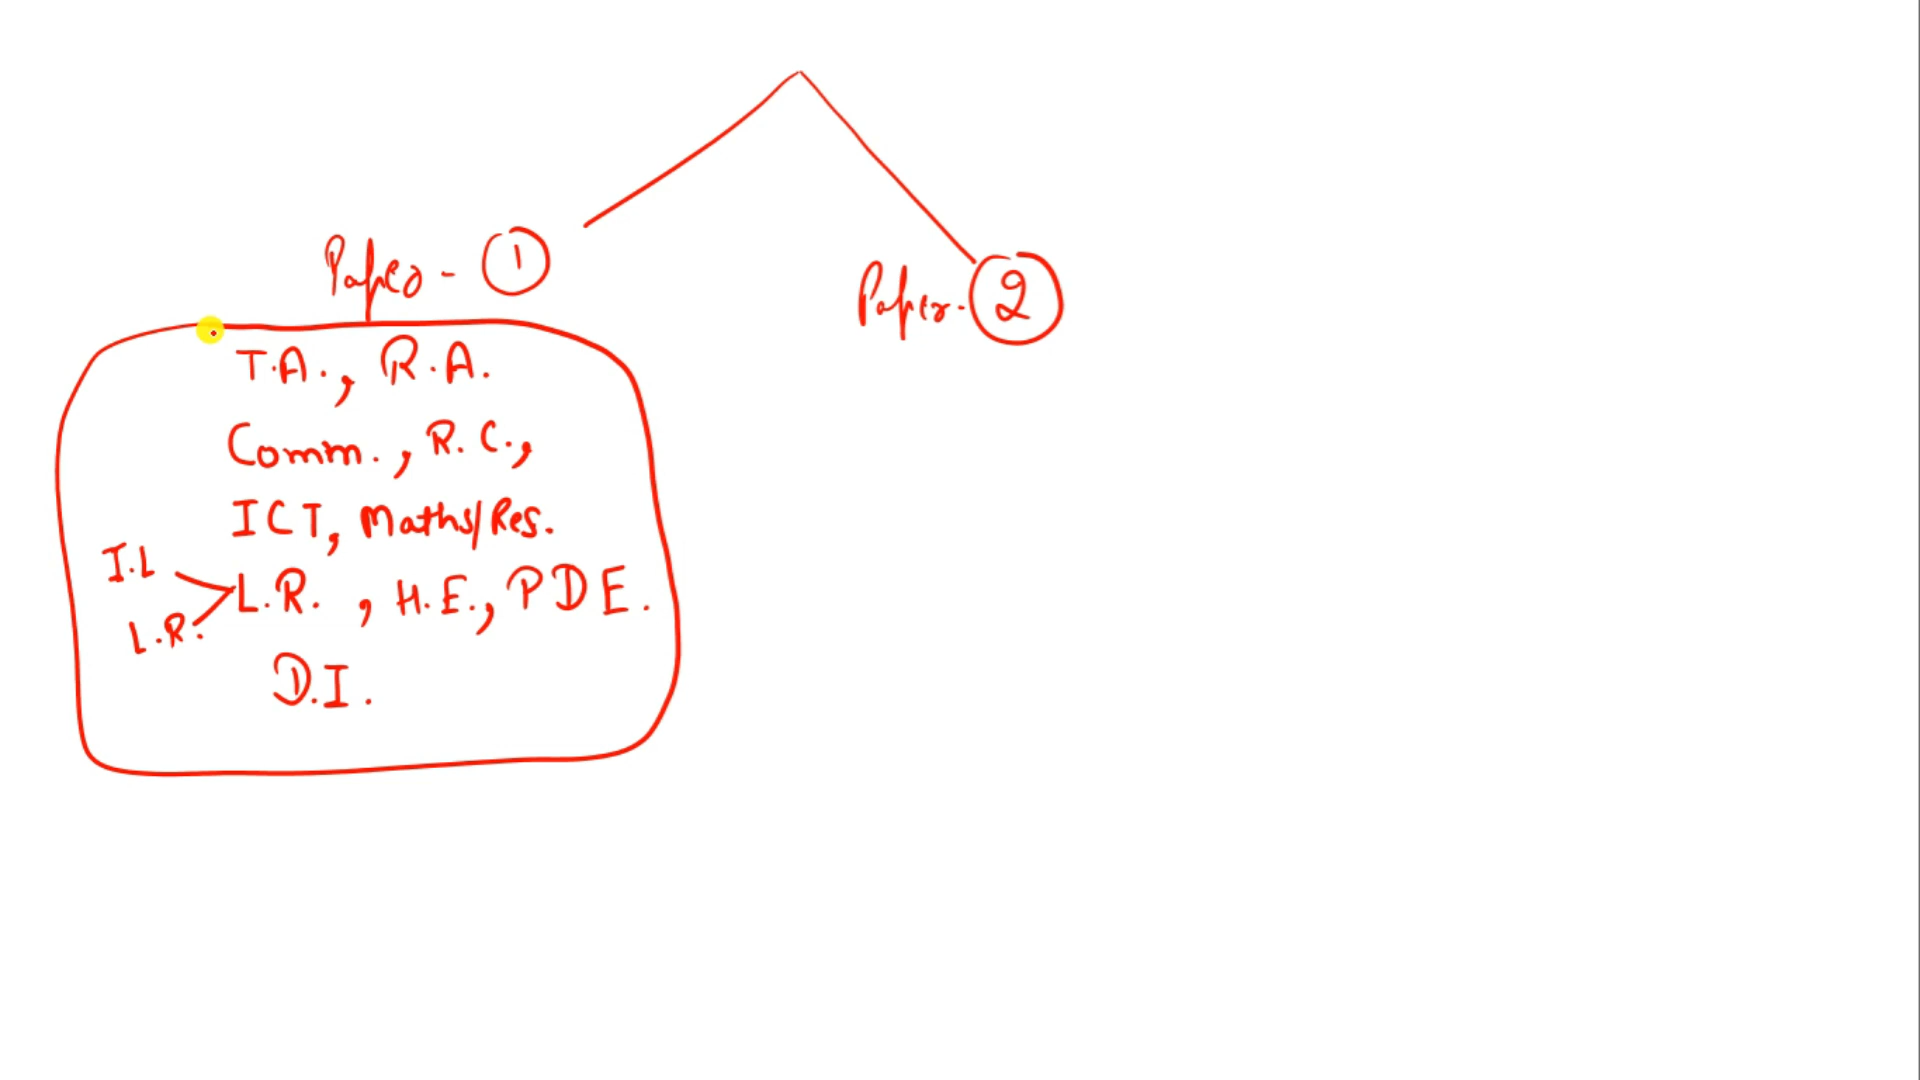 Paper - 1
Paper - 2
T.A., R.A.
Comm., R.C.,
ICT, Maths/Res.
I.L
L.R. , H.E., PDE.
L.R.
D.I.